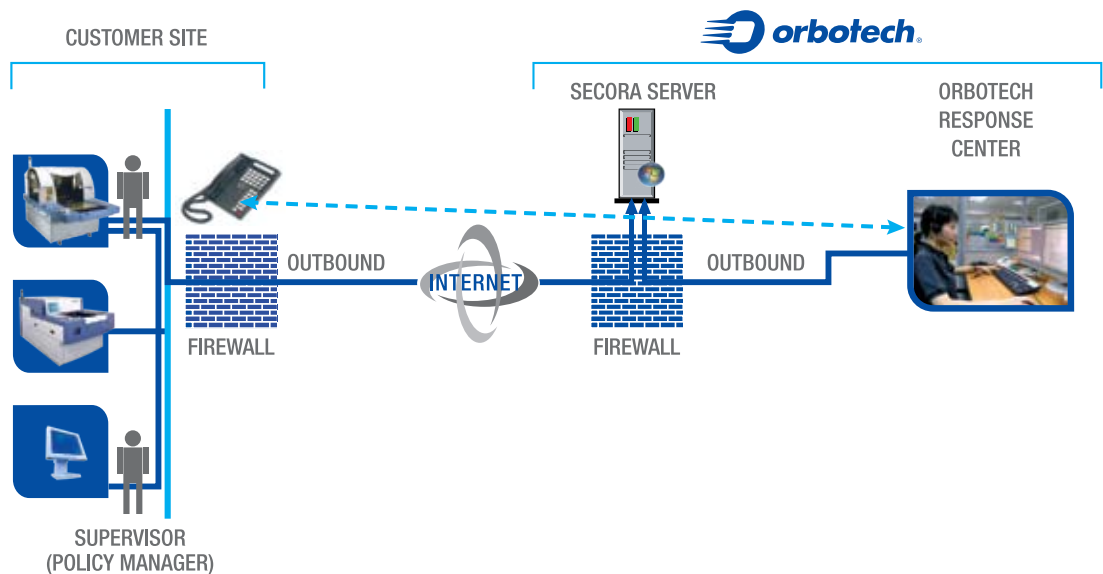 CUSTOMER SITE
orbotech®
SECORA SERVER
ORBOTECH
RESPONSE
CENTER
OUTBOUND
INTERNET
OUTBOUND
FIREWALL
FIREWALL
SUPERVISOR
(POLICY MANAGER)